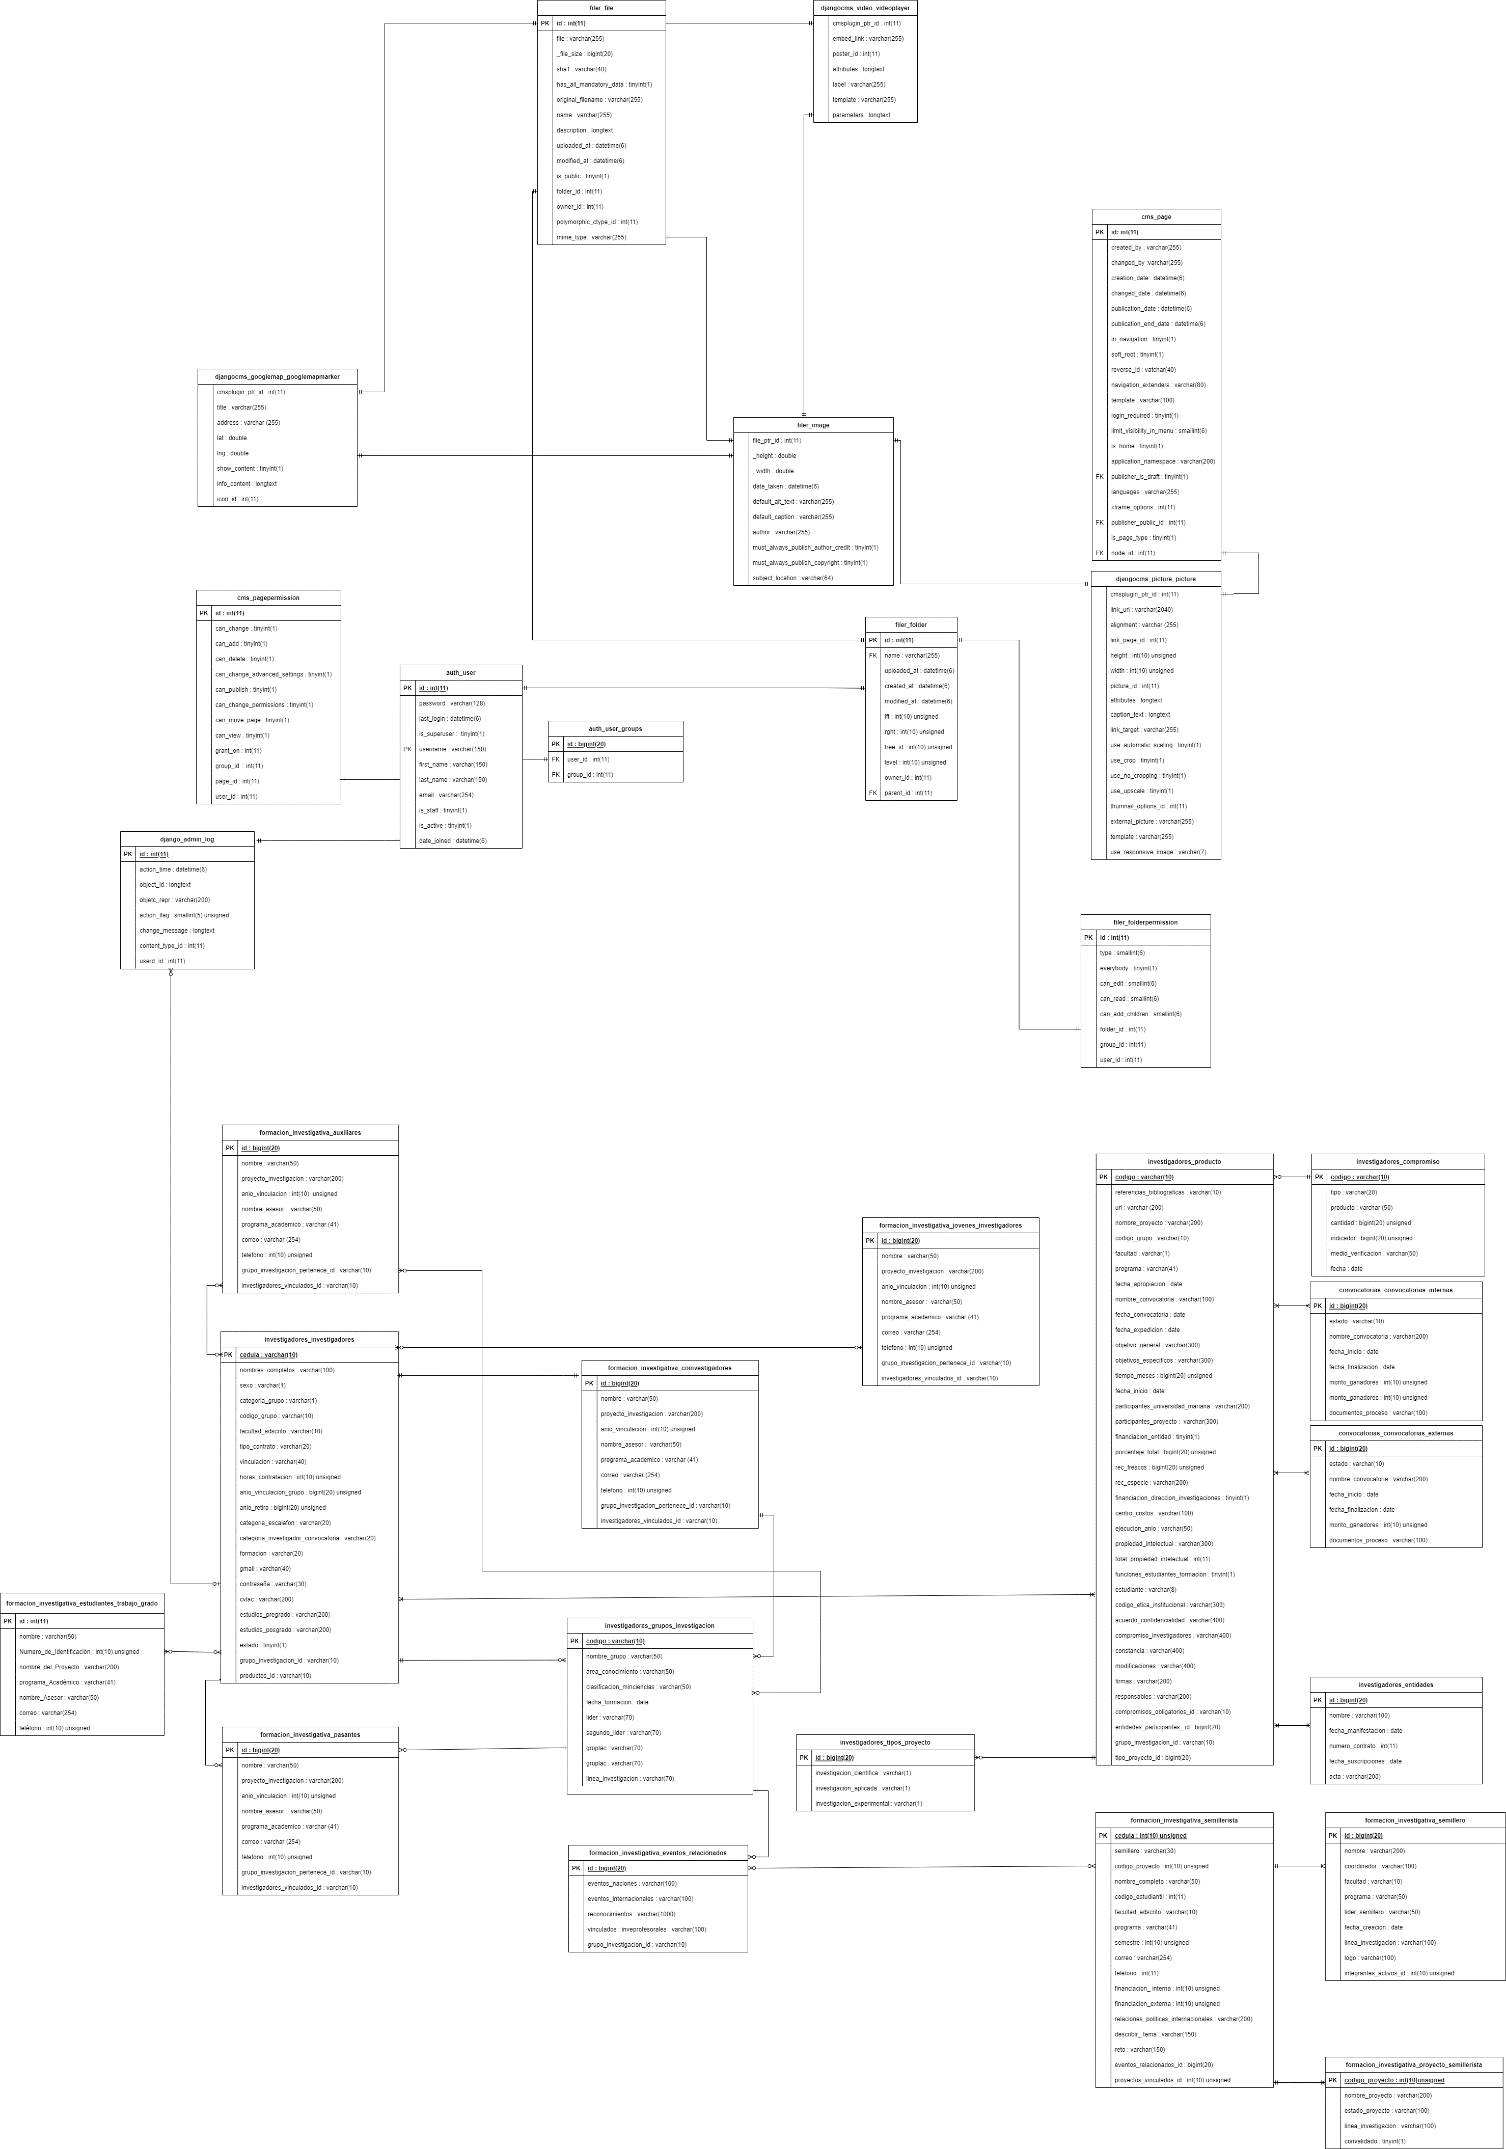 filer_file
PK id : int(11)
file : varchar(255)
_file_size : bigint(20)
sha1 : varchar(40)
has_all_mandatory_data : tinyint(1)
original_filename : varchar(255)
name : varchar(255)
description : longtext
uploaded_at : datetime(6)
modified_at : datetime(6)
is_public : tinyint(1)
folder_id : int(11)
owner_id : int(11)
polymorphic_ctype_id : int(11)
mime_type : varchar(255)
djangocms_video_videoplayer
cmsplugin_ptr_id : int(11)
embed_link : varchar(255)
poster_id : int(11)
attributes : longtext
label : varchar(255)
template : varchar(255)
parameters : longtext
cms_page
PK id: int(11)
created_by : varchar(255)
changed_by :varchar(255)
creation_date : datetime(6)
changed_date : datetime(6)
publication_date : datetime(6)
publication_end_date : datetime(6)
in_navigation : tinyint(1)
soft_root : tinyint(1)
reverse_id : vatchar(40)
navigation_extenders : varchar(80)
template : varchar(100)
login_required : tinyint(1)
limit_visibility_in_menu : smallint(6)
is_home : tinyint(1)
application_namespace : varchar(200)
FK publisher_is_draft : tinyint(1)
languages : varchar(255)
xframe_options : int(11)
FK publisher_public_id : int(11)
is_page_type : tinyint(1)
FK node_id : int(11)
djangocms_googlemap_googlemapmarker
cmsplugin_ptr_id : int(11)
title : varchar(255)
address : varchar (255)
lat : double
lng : double
show_content : tinyint(1)
info_content : longtext
icon_id : int(11)
filer_image
file_ptr_id : int(11)
_height : double
_width : double
date_taken : datetime(6)
default_alt_text : varchar(255)
default_caption : varchar(255)
author : varchar(255)
must_always_publish_author_credit : tinyint(1)
must_always_publish_copyright : tinyint(1)
subject_location : varchar(64)
djangocms_picture_picture
cmsplugin_ptr_id : int(11)
link_url : varchar(2040)
alignment : varchar (255)
link_page_id : int(11)
height : int(10) unsigned
width : int(10) unsigned
picture_id : int(11)
attributes : longtext
caption_text : longtext
link_target : varchar(255)
use_automatic_scaling : tinyint(1)
use_crop : tinyint(1)
use_no_cropping : tinyint(1)
use_upscale : tinyint(1)
thumnail_options_id : int(11)
external_picture : varchar(255)
template : varchar(255)
use_responsive_image : varchar(7)
cms_pagepermission
PK id : int(11)
can_change : tinyint(1)
can_add : tinyint(1)
can_delete : tinyint(1)
can_change_advanced_settings : tinyint(1)
can_publish : tinyint(1)
can_change_permissions : tinyint(1)
can_move_page : tinyint(1)
can_view : tinyint(1)
grant_on : int(11)
group_id : int(11)
page_id : int(11)
user_id : int(11)
filer_folder
PK id : int(11)
FK name : varchar(255)
uploaded_at : datetime(6)
created_at : datetime(6)
modified_at : datetime(6)
lft : int(10) unsigned
rght : int(10) unsigned
tree_id : int(10) unsigned
level : int(10) unsigned
owner_id : int(11)
FK parent_id : int(11)
auth_user
PK id : int(11)
password : varchar(128)
last_login : datetime(6)
is_superuser : tinyint(1)
PK username : varchar(150)
first_name : varchar(150)
last_name : varchar(150)
email : varchar(254)
is_staff : tinyint(1)
is_active : tinyint(1)
date_joined : datetime(6)
auth_user_groups
PK id : bigint(20)
FK user_id : int(11)
FK group_id : int(11)
django_admin_log
PK id : int(11)
action_time : datetime(6)
object_id : longtext
objetc_repr : varchar(200)
action_flag : smallint(5) unsigned
change_message : longtext
content_type_id : int(11)
userd_id : int(11)
filer_folderpermission
PK id : int(11)
type : smallint(6)
everybody : tinyint(1)
can_edit : smallint(6)
can_read : smallint(6)
can_add_children : smallint(6)
folder_id : int(11)
group_id : int(11)
user_id : int(11)
formacion_investigativa_auxiliares
PK id : bigint(20)
nombre : varchar(50)
proyecto_investigacion : varchar(200)
anio_vinculacion : int(10) unsigned
nombre_asesor : varchar(50)
programa_academico : varchar (41)
correo : varchar (254)
telefono : int(10) unsigned
grupo_investigacion_pertenece_id : varchar(10)
investigadores_vinculados_id : varchar(10)
investigadores_producto
PK codigo : varchar(10)
referencias_bibliograficas : varchar(10)
url : varchar (200)
nombre_proyecto : varchar(200)
codigo_grupo : varchar(10)
facultad : varchar(1)
programa : varchar(41)
fecha_apropiacion : date
nombre_convocatoria : varchar(100)
fecha_convocatoria : date
fecha_expedicion : date
objetivo_general : varchar(300)
objetivos_especificos : varchar(300)
tiempo_meses : bigint(20) unsigned
fecha_inicio : date
participantes_universidad_mariana : varchar(200)
participantes_proyecto : varchar(300)
financiacion_entidad : tinyint(1)
porcentaje_total : bigint(20) unsigned
rec_frescos : bigint(20) unsigned
rec_especie : varchar(200)
financiacion_direccion_investigaciones : tinyint(1)
centro_costos : varchar(100)
ejecucion_anio : varchar(50)
propiedad_intelectual : varchar(300)
total_propiedad_intelectual : int(11)
funciones_estudiantes_formacion : tinyint(1)
estudiante : varchar(8)
codigo_etica_institucional : varchar(300)
acuerdo_confidencialidad : varchar(400)
compromiso_investigadores : varchar(400)
constancia : varchar(400)
modificaciones : varchar(400)
firmas : varchar(200)
responsables : varchar(200)
compromisos_obligatorios_id : varchar(10)
entidades_participantes_id : bigint(20)
grupo_investigacion_id : varchar(10)
tipo_proyecto_id : bigint(20)
investigadores_compromiso
PK codigo : varchar(10)
tipo : varchar(20)
producto : varchar (50)
cantidad : bigint(20) unsigned
indicador : bigint(20) unsigned
medio_verificacion : varchar(50)
fecha : date
convocatorias_convocatorias_internas
PK id : bigint(20)
estado : varchar(10)
nombre_convocatoria : varchar(200)
fecha_inicio : date
fecha_finalizacion : date
monto_ganadores : int(10) unsigned
monto_ganadores : int(10) unsigned
documentos_proceso : varchar(100)
convocatorias_convocatorias_externas
PK id : bigint(20)
estado : varchar(10)
nombre_convocatoria : varchar(200)
fecha_inicio : date
fecha_finalizacion : date
monto_ganadores : int(10) unsigned
documentos_proceso : varchar(100)
formacion_investigativa_jovenes_investigadores
PK id : bigint(20)
nombre : varchar(50)
proyecto_investigacion : varchar(200)
anio_vinculacion : int(10) unsigned
nombre_asesor : varchar(50)
programa_academico : varchar (41)
correo : varchar (254)
telefono : int(10) unsigned
grupo_investigacion_pertenece_id : varchar(10)
investigadores_vinculados_id : varchar(10)
investigadores_investigadores
PK cedula : varchar(10)
nombres_completos : varchar(100)
sexo : varchar(1)
categoria_grupo : varchar(1)
codigo_grupo : varchar(10)
facultad_adscrito : varchar(10)
tipo_contrato : varchar(20)
vinculacion : varchar(40)
horas_contratacion : int(10) unsigned
anio_vinculacion_grupo : bigint(20) unsigned
anio_retiro : bigint(20) unsigned
categoria_escalafon : varchar(20)
categoria_investigador_convocatoria : varchar(20)
formacion : varchar(20)
gmail : varchar(40)
contraseña : varchar(30)
cvlac : varchar(200)
estudios_pregrado : varchar(200)
estudios_posgrado : varchar(200)
estado : tinyint(1)
grupo_investigacion_id : varchar(10)
productos_id : varchar(10)
formacion_investigativa_coinvestigadores
PK id : bigint(20)
nombre : varchar(50)
proyecto_investigacion : varchar(200)
anio_vinculacion : int(10) unsigned
nombre_asesor : varchar(50)
programa_academico : varchar (41)
correo : varchar (254)
telefono : int(10) unsigned
grupo_investigacion_pertenece_id : varchar(10)
investigadores_vinculados_id : varchar(10)
formacion_investigativa_estudiantes_trabajo_grado
PK id : int(11)
nombre : varchar(50)
Numero_de_Identificación : int(10) unsigned
nombre_del_Proyecto : varchar(200)
programa_Académico : varchar(41)
nombre_Asesor : varchar(50)
correo : varchar(254)
teléfono : int(10) unsigned
investigadores_grupos_investigacion
PK codigo : varchar(10)
nombre_grupo : varchar(50)
area_conocimiento : varchar(50)
clasificacion_minciencias : varchar(50)
fecha_formacion : date
lider : varchar(70)
segundo_lider : varchar(70)
gruplac : varchar(70)
gruplac : varchar(70)
linea_investigacion : varchar(70)
investigadores_entidades
PK id : bigint(20)
nombre : varchar(100)
fecha_manifestacion : date
numero_contrato : int(11)
fecha_suscripciones : date
acta : varchar(200)
formacion_investigativa_pasantes
PK id : bigint(20)
nombre : varchar(50)
proyecto_investigacion : varchar(200)
anio_vinculacion : int(10) unsigned
nombre_asesor : varchar(50)
programa_academico : varchar (41)
correo : varchar (254)
telefono : int(10) unsigned
grupo_investigacion_pertenece_id : varchar(10)
investigadores_vinculados_id : varchar(10)
investigadores_tipos_proyecto
PK id : bigint(20)
investigacion_cientifica : varchar(1)
investigacion_aplicada : varchar(1)
investigacion_experimental : varchar(1)
formacion_investigativa_eventos_relacionados
PK id : bigint(20)
eventos_naciones : varchar(100)
eventos_internacionales : varchar(100)
reconocimientos : varchar(1000)
vinculados : inveprofesorales : varchar(100)
grupo_investigacion_id : varchar(10)
formacion_investigativa_semillerista
PK cedula : int(10) unsigned
semillero : varchar(30)
codigo_proyecto : int(10) unsigned
nombre_completo : varchar(50)
codigo_estudiantil : int(11)
facultad_adscrito : varchar(10)
programa : varchar(41)
semestre : int(10) unsigned
correo : varchar(254)
telefono : int(11)
financiacion_ interna : int(10) unsigned
financiacion_externa : int(10) unsigned
relaciones_politicas_internacionales : varchar(200)
describir_ tema : varchar(150)
reto : varchar(150)
eventos_relacionados_id : bigint(20)
proyectos_vinculados_id : int(10) unsigned
formacion_investigativa_semillero
PK id : bigint(20)
nombre : varchar(200)
coordinador : varchar(100)
facultad : varchar(10)
programa : varchar(50)
lider_semillero : varchar(50)
fecha_creacion : date
linea_investigacion : varchar(100)
logo : varchar(100)
integrantes_activos_id : int(10) unsigned
formacion_investigativa_proyecto_semillerista
PK codigo_proyecto : int(10)unsigned
nombre_proyecto : varchar(200)
estado_proyecto : varchar(100)
linea_investigacion : varchar(100)
convalidado : tinyint(1)